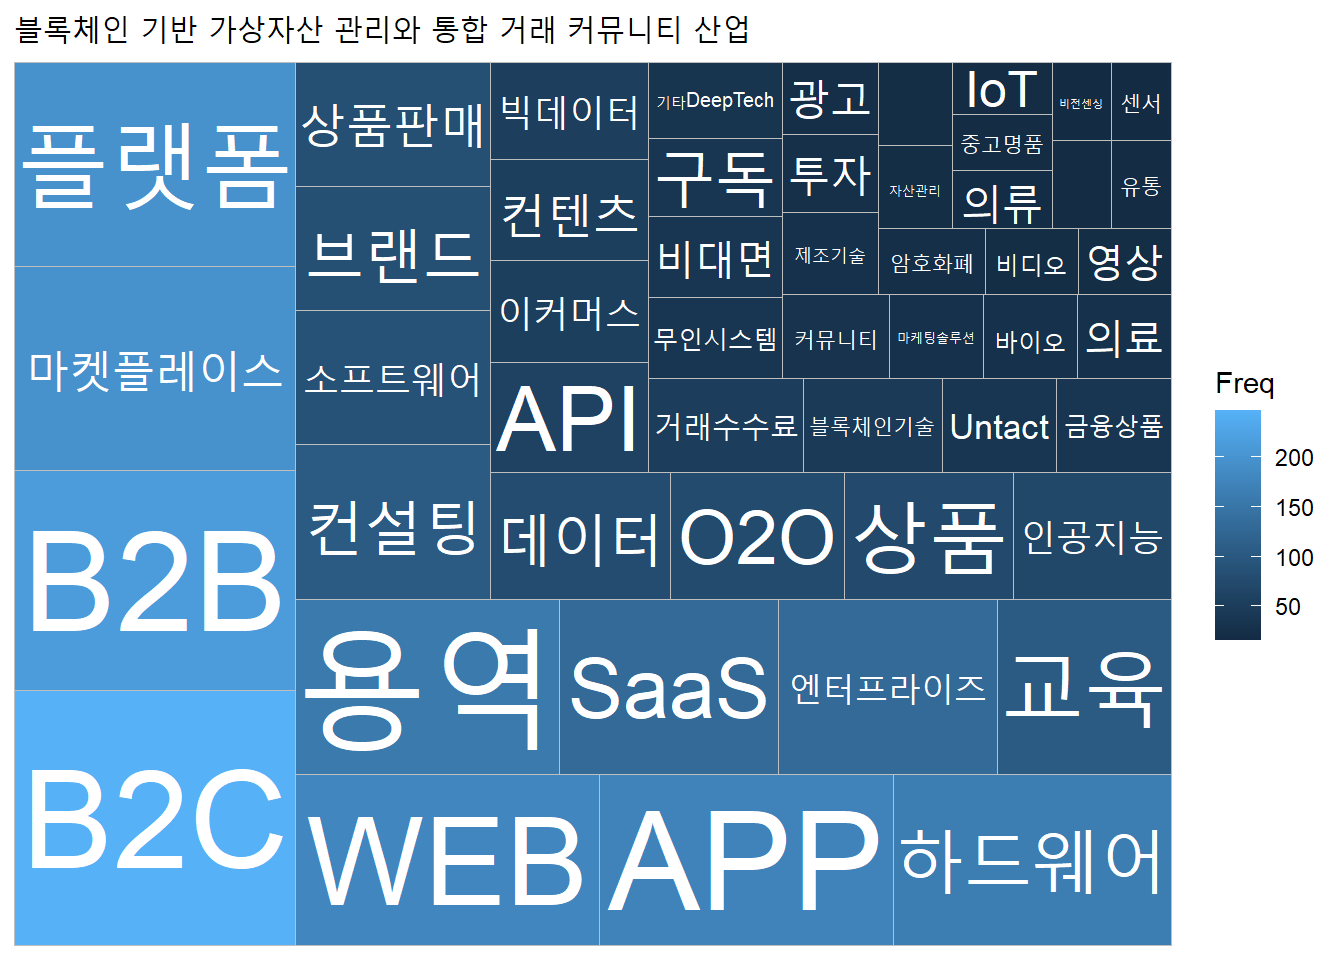 블록체인 기반 가상자산 관리와 통합 거래 커뮤니티 산업
플랫폼
마켓플레이스
B2B
B2C
상품판매
브랜드
소프트웨어
컨설팅
빅데이터
컨텐츠
이커머스
API
기타DeepTech
구독
비대면
무인시스템
광고
투자
제조기술
커뮤니티
마케팅솔루션
바이오
의료
자산관리
IoT
중고명품
의류
비전센싱
센서
유통
암호화폐
비디오
영상
거래수수료
블록체인기술
Untact
금융상품
데이터
O2O
상품
인공지능
용역
SaaS
엔터프라이즈
교육
WEB
APP
하드웨어
Freq
200
150
100
50